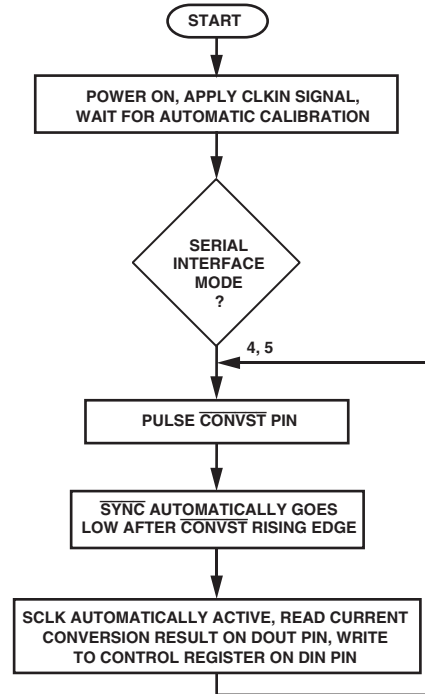 START
POWER ON, APPLY CLKIN SIGNAL,
WAIT FOR AUTOMATIC CALIBRATION
SERIAL
INTERFACE
MODE
?
4, 5
PULSE CONVST PIN
SYNC AUTOMATICALLY GOES
LOW AFTER CONVST RISING EDGE
SCLK AUTOMATICALLY ACTIVE, READ CURRENT
CONVERSION RESULT ON DOUT PIN, WRITE
TO CONTROL REGISTER ON DIN PIN